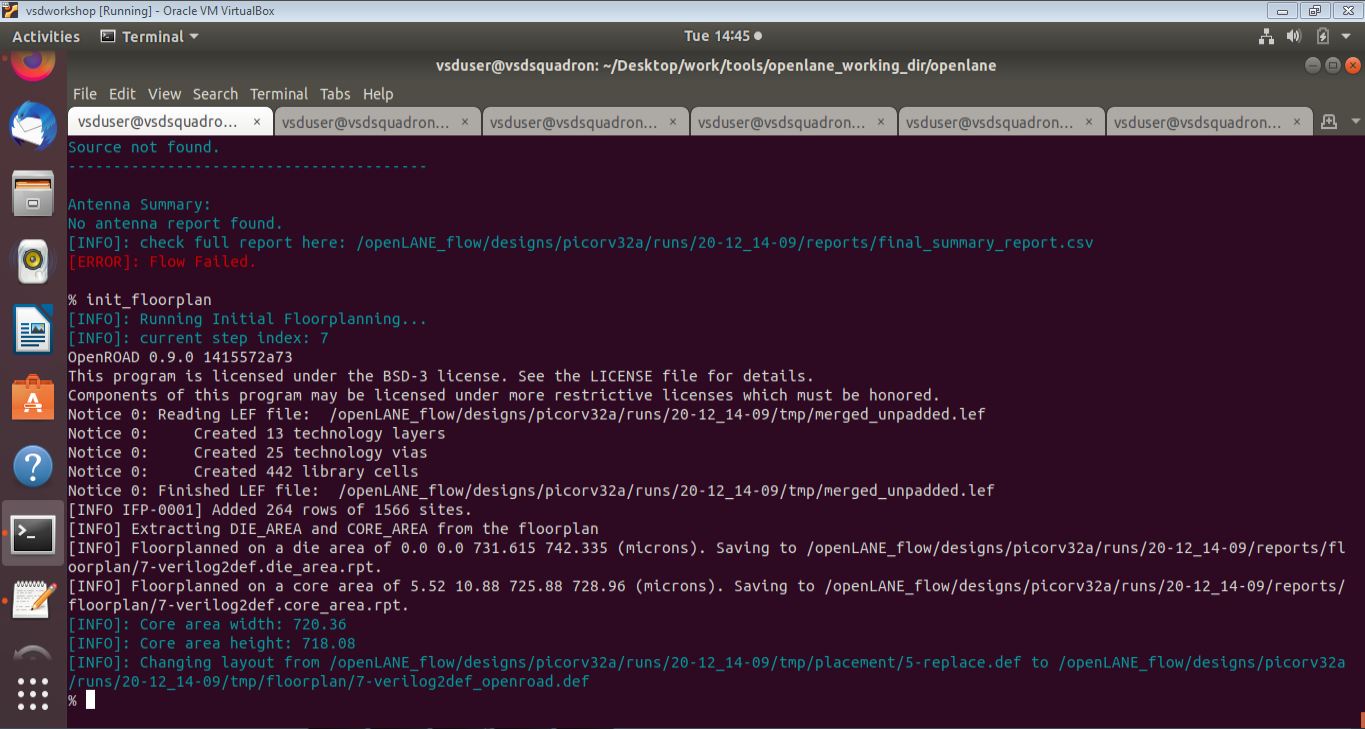 vsdworkshop [Running] - Oracle VM VirtualBox
Activities Terminal Tue 14:45
vsduser@vsdsquadron: ~/Desktop/work/tools/openlane_working_dir/openlane
File Edit View Search Terminal Tabs Help
vsduser@vsdsquadro... × vsduser@vsdsquadron... × vsduser@vsdsquadron... × vsduser@vsdsquadron... × vsduser@vsdsquadron... × vsduser@vsdsquadron... ×
Source not found.
----------------------------------------
Antenna Summary:
No antenna report found.
[INFO]: check full report here: /openLANE_flow/designs/picorv32a/runs/20-12_14-09/reports/final_summary_report.csv
[ERROR]: Flow Failed.
% init_floorplan
[INFO]: Running Initial Floorplanning...
[INFO]: current step index: 7
OpenROAD 0.9.0 1415572a73
This program is licensed under the BSD-3 license. See the LICENSE file for details.
Components of this program may be licensed under more restrictive licenses which must be honored.
Notice 0: Reading LEF file:  /openLANE_flow/designs/picorv32a/runs/20-12_14-09/tmp/merged_unpadded.lef
Notice 0:     Created 13 technology layers
Notice 0:     Created 25 technology vias
Notice 0:     Created 442 library cells
Notice 0: Finished LEF file:  /openLANE_flow/designs/picorv32a/runs/20-12_14-09/tmp/merged_unpadded.lef
[INFO IFP-0001] Added 264 rows of 1566 sites.
[INFO] Extracting DIE_AREA and CORE_AREA from the floorplan
[INFO] Floorplanned on a die area of 0.0 0.0 731.615 742.335 (microns). Saving to /openLANE_flow/designs/picorv32a/runs/20-12_14-09/reports/fl
oorplan/7-verilog2def.die_area.rpt.
[INFO] Floorplanned on a core area of 5.52 10.88 725.88 728.96 (microns). Saving to /openLANE_flow/designs/picorv32a/runs/20-12_14-09/reports/
floorplan/7-verilog2def.core_area.rpt.
[INFO]: Core area width: 720.36
[INFO]: Core area height: 718.08
[INFO]: Changing layout from /openLANE_flow/designs/picorv32a/runs/20-12_14-09/tmp/placement/5-replace.def to /openLANE_flow/designs/picorv32a
/runs/20-12_14-09/tmp/floorplan/7-verilog2def_openroad.def
%